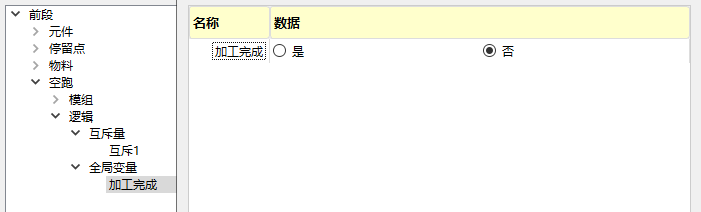 前段
元件
停留点
物料
空跑
模组
逻辑
互斥量
互斥1
全局变量
加工完成
名称 数据
加工完成 是 否